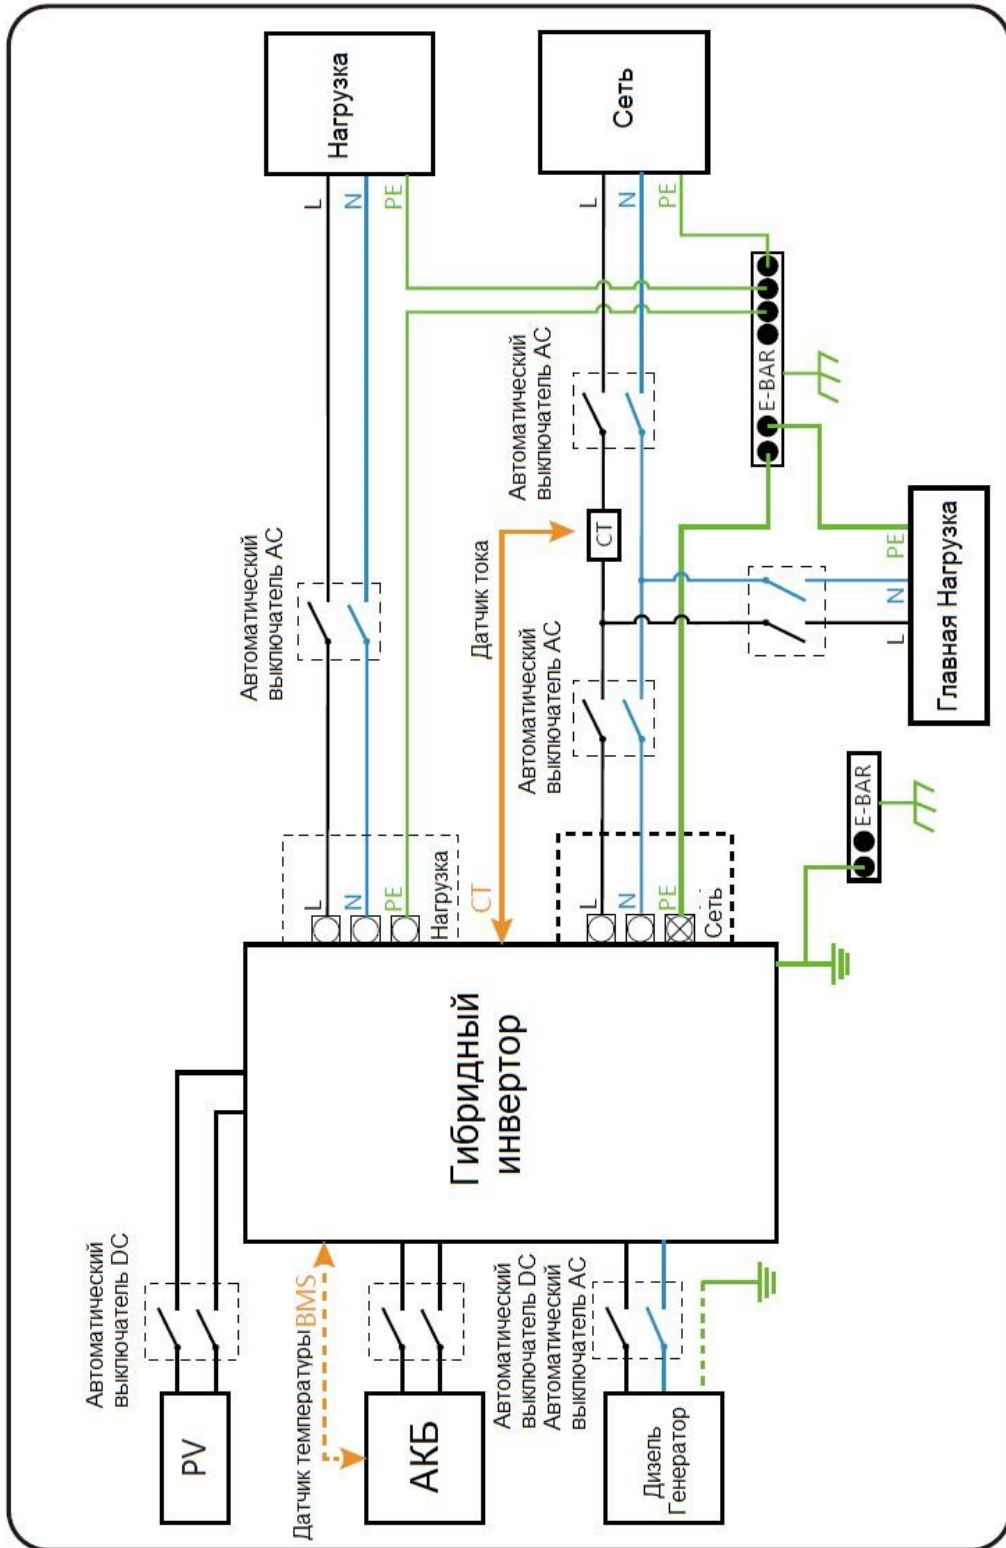 Автоматический
выключатель DC
PV
Датчик температуры
BMS
АКБ
Автоматический
выключатель DC
Автоматический
выключатель AC
Дизель
Генератор
Гибридный
инвертор
L
N
PE
Нагрузка
Автоматический
выключатель AC
L
N
PE
Нагрузка
CT
Датчик тока
L
N
PE
Сеть
Автоматический
выключатель AC
CT
Автоматический
выключатель AC
L
N
PE
Сеть
E-BAR
E-BAR
L
N
PE
Главная Нагрузка